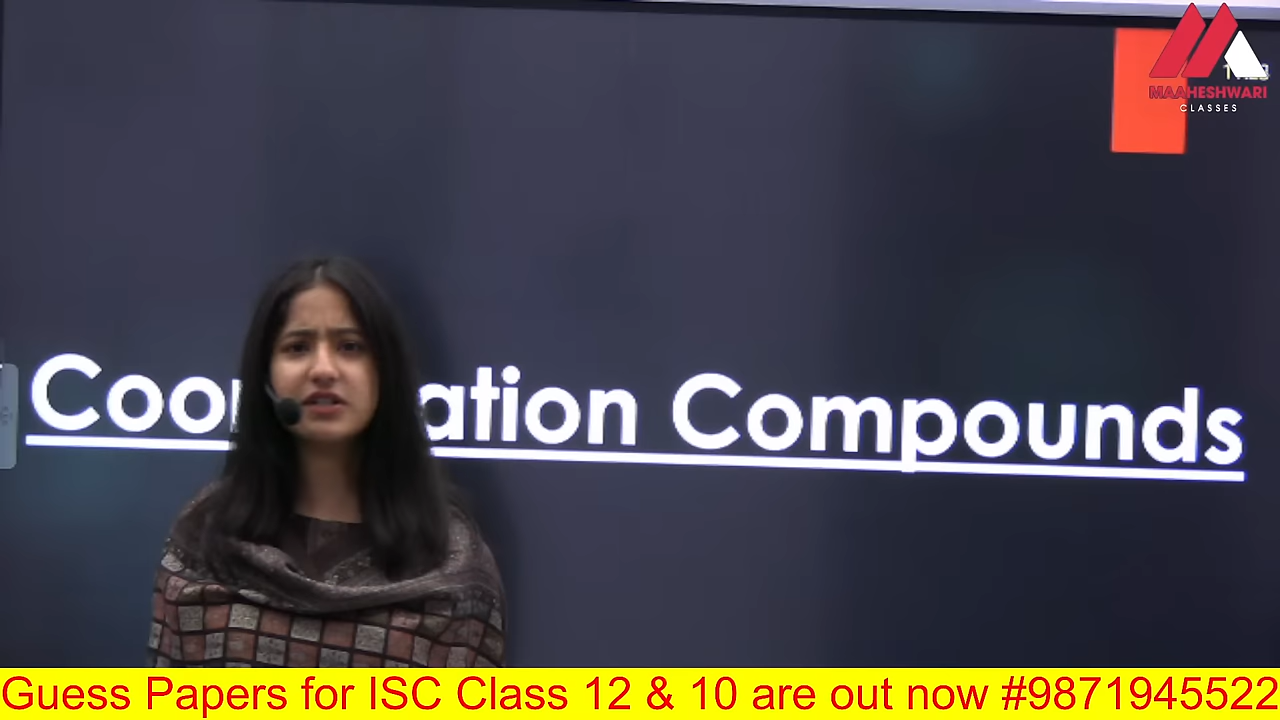 MAAHESHWARI
CLASSES
Coo ation Compounds
Guess Papers for ISC Class 12 & 10 are out now #9871945522